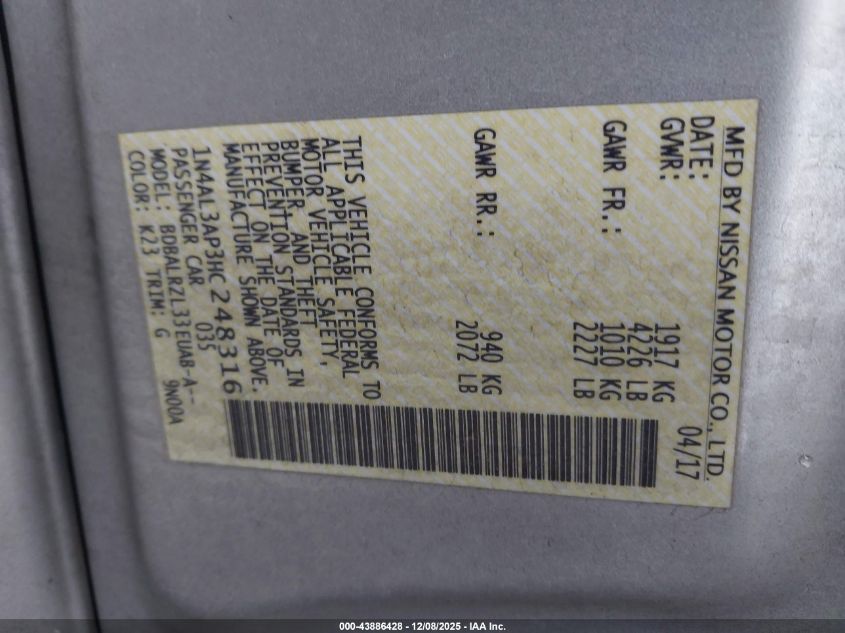 MFD BY NISSAN MOTOR CO., LTD.
DATE: 04/17
GVWR: 1917 KG
4226 LB
GAWR FR.: 1010 KG
2227 LB
GAWR RR.: 940 KG
2072 LB
THIS VEHICLE CONFORMS TO
ALL APPLICABLE FEDERAL
MOTOR VEHICLE SAFETY,
BUMPER, AND THEFT
PREVENTION STANDARDS IN
EFFECT ON THE DATE OF
MANUFACTURE SHOWN ABOVE.
1N4AL3AP3HC248316
PASSENGER CAR 035
MODEL: BDBALRZL33EUAB-A-- 9N00A
COLOR: K23 TRIM: G
000-43886428 - 12/08/2025 - IAA Inc.